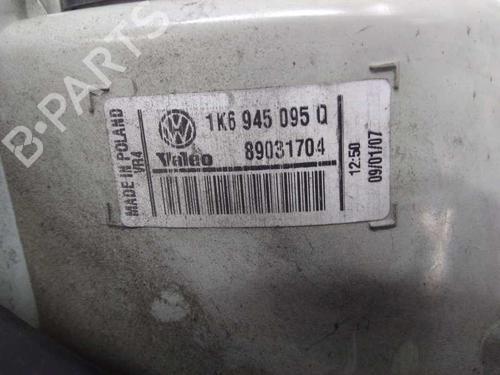 MADE IN POLAND
VR4
1K6 945 095 Q
Valeo
89031704
12:50
09/01/07
B-Parts